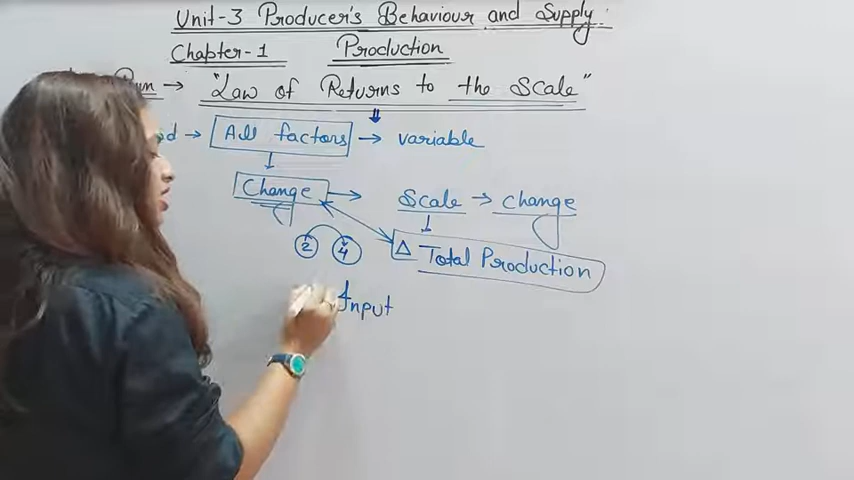 Unit-3 Producer's Behaviour and Supply:
Chapter-1 Production
→ "Law of Returns to the Scale"
→ All factors → variable
Change → Scale → change
2 4 Δ Total Production
Input